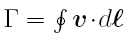 Γ = ∮ 𝒗·dℓ